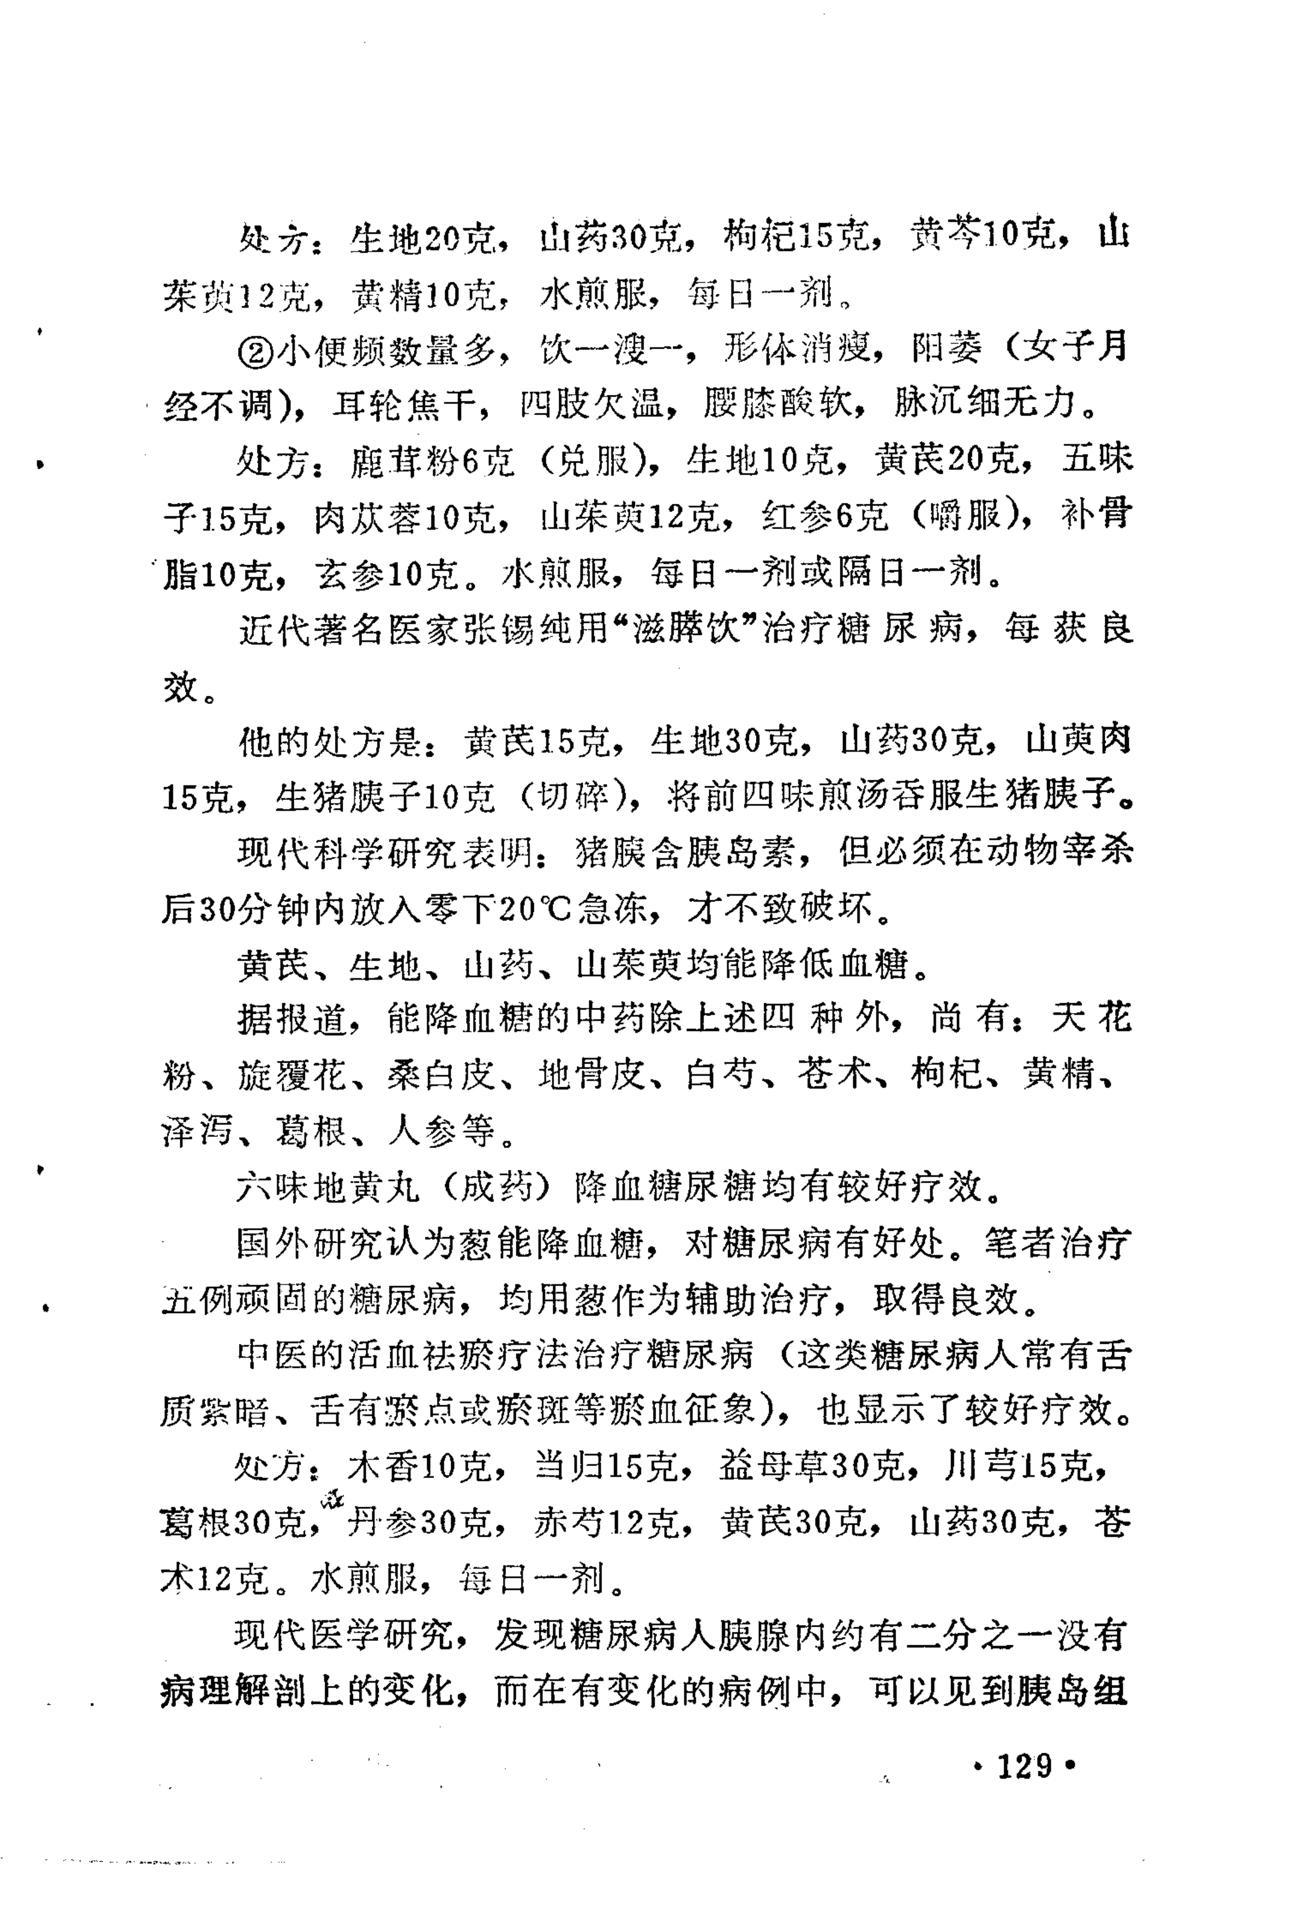 处方：生地20克，山药30克，枸杞15克，黄芩10克，山
茱萸12克，黄精10克，水煎服，每日一剂。
②小便频数量多，饮一溲一，形体消瘦，阳萎（女子月
经不调），耳轮焦干，四肢欠温，腰膝酸软，脉沉细无力。
处方：鹿茸粉6克（兑服），生地10克，黄芪20克，五味
子15克，肉苁蓉10克，山茱萸12克，红参6克（嚼服），补骨
脂10克，玄参10克。水煎服，每日一剂或隔日一剂。
近代著名医家张锡纯用“滋膵饮”治疗糖尿病，每获良
效。
他的处方是：黄芪15克，生地30克，山药30克，山萸肉
15克，生猪胰子10克（切碎），将前四味煎汤吞服生猪胰子。
现代科学研究表明：猪胰含胰岛素，但必须在动物宰杀
后30分钟内放入零下20℃急冻，才不致破坏。
黄芪、生地、山药、山茱萸均能降低血糖。
据报道，能降血糖的中药除上述四种外，尚有：天花
粉、旋覆花、桑白皮、地骨皮、白芍、苍术、枸杞、黄精、
泽泻、葛根、人参等。
六味地黄丸（成药）降血糖尿糖均有较好疗效。
国外研究认为葱能降血糖，对糖尿病有好处。笔者治疗
五例顽固的糖尿病，均用葱作为辅助治疗，取得良效。
中医的活血祛瘀疗法治疗糖尿病（这类糖尿病人常有舌
质紫暗、舌有瘀点或瘀斑等瘀血征象），也显示了较好疗效。
处方：木香10克，当归15克，益母草30克，川芎15克，
葛根30克，丹参30克，赤芍12克，黄芪30克，山药30克，苍
术12克。水煎服，每日一剂。
现代医学研究，发现糖尿病人胰腺内约有二分之一没有
病理解剖上的变化，而在有变化的病例中，可以见到胰岛组
·129·